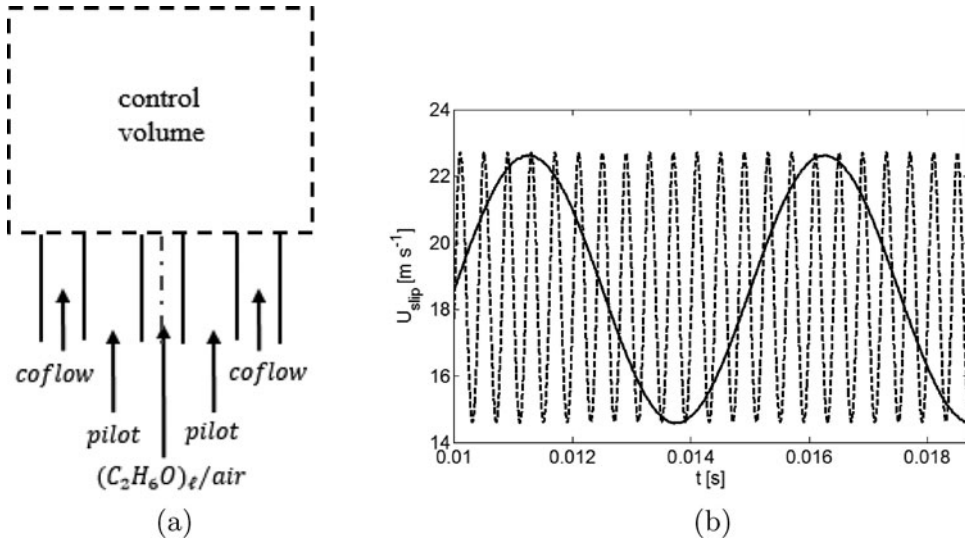 control
volume
coflow
coflow
pilot
pilot
(C₂H₆O)ℓ/air
(a)
24
22
20
18
16
14
U_slip [m s⁻¹]
0.01 0.012 0.014 0.016 0.018
t [s]
(b)